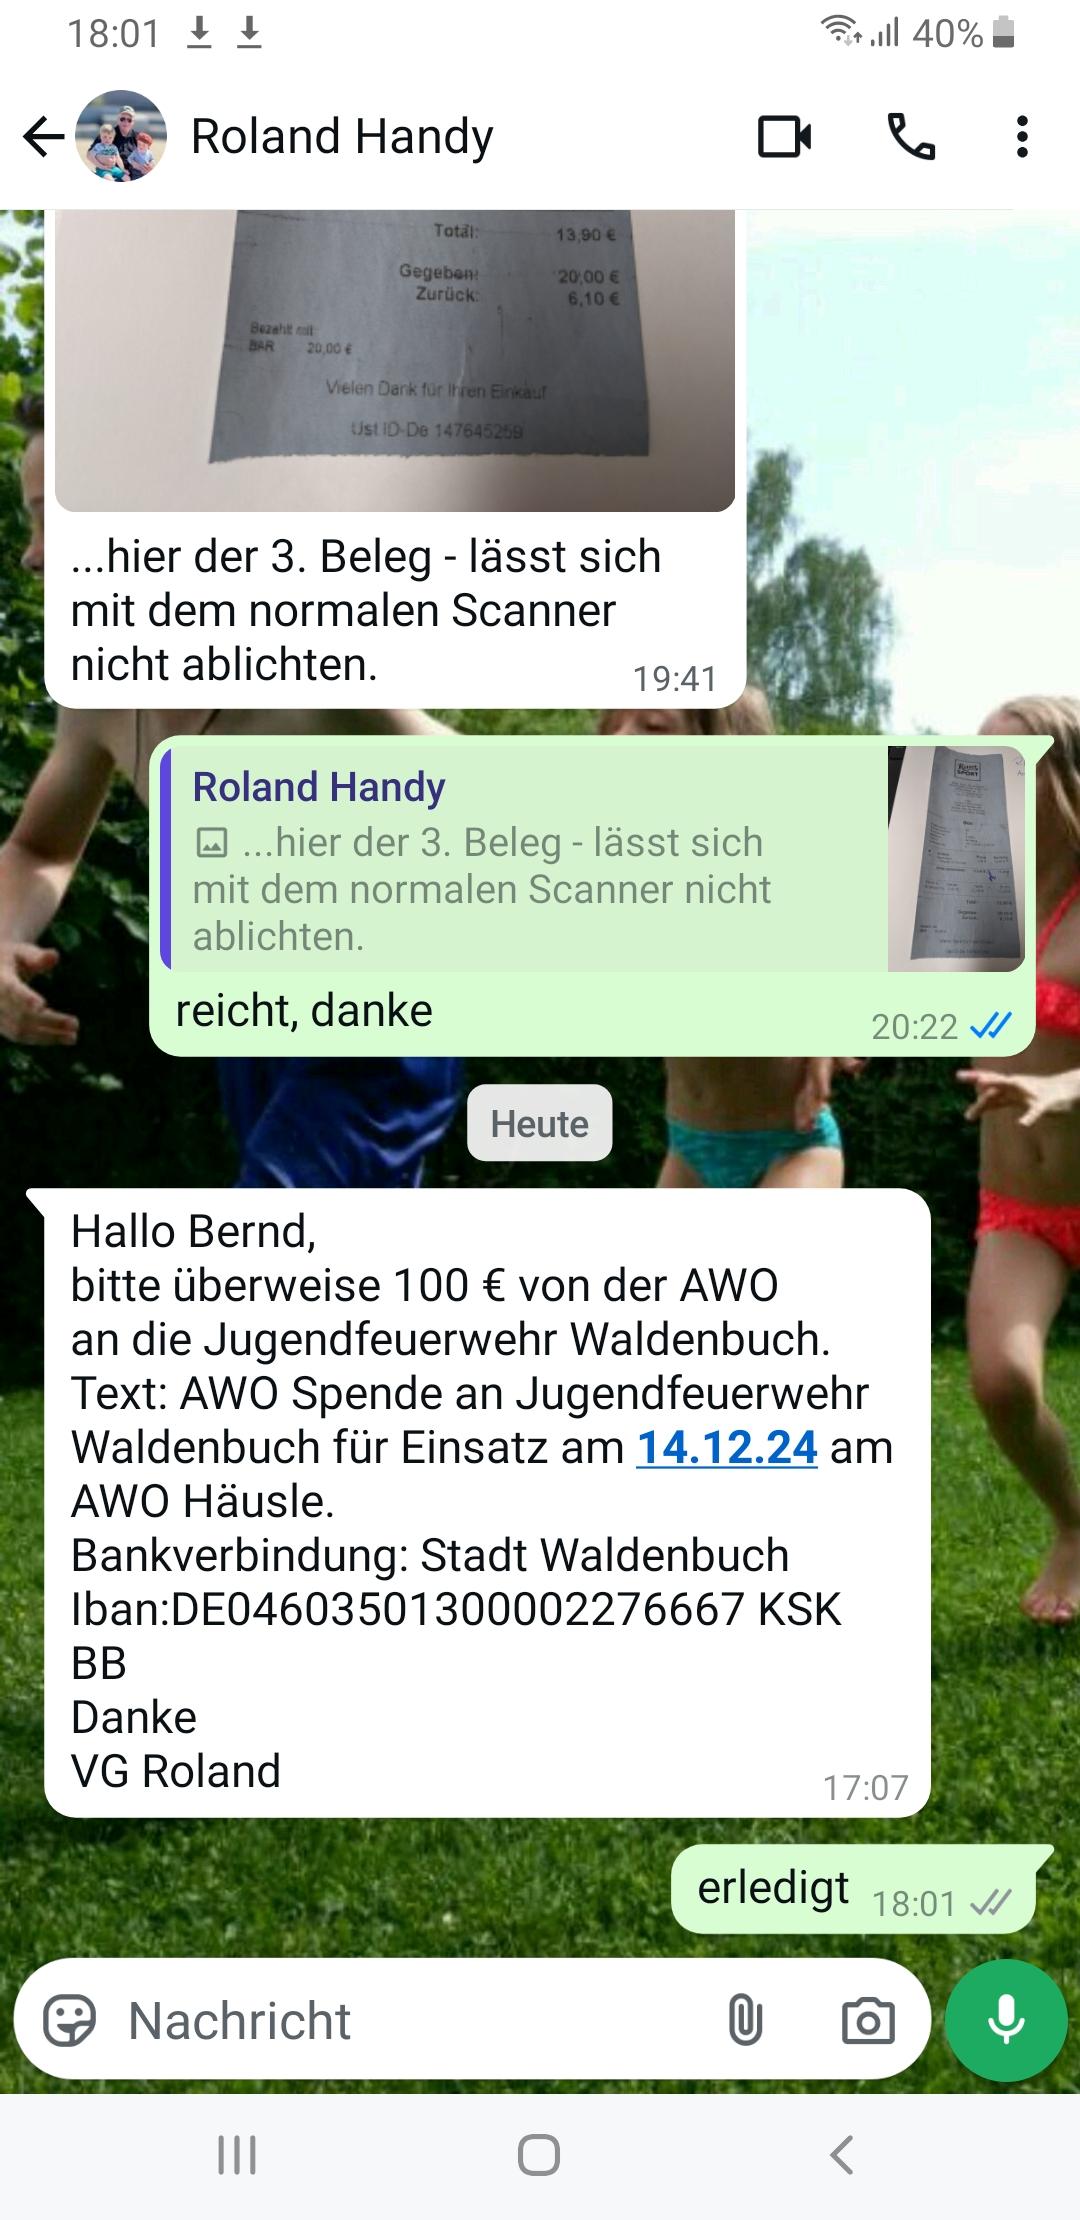 18:01 40%
Roland Handy
Total: 13,90 €
Gegeben: 20,00 €
Zurück: 6,10 €
Bezahlt mit:
BAR 20,00 €
Vielen Dank für Ihren Einkauf
Ust ID-De 147645259
...hier der 3. Beleg - lässt sich
mit dem normalen Scanner
nicht ablichten. 19:41
Roland Handy
...hier der 3. Beleg - lässt sich
mit dem normalen Scanner nicht
ablichten.
reicht, danke 20:22
Heute
Hallo Bernd,
bitte überweise 100 € von der AWO
an die Jugendfeuerwehr Waldenbuch.
Text: AWO Spende an Jugendfeuerwehr
Waldenbuch für Einsatz am 14.12.24 am
AWO Häusle.
Bankverbindung: Stadt Waldenbuch
Iban:DE04603501300002276667 KSK
BB
Danke
VG Roland 17:07
erledigt 18:01
Nachricht